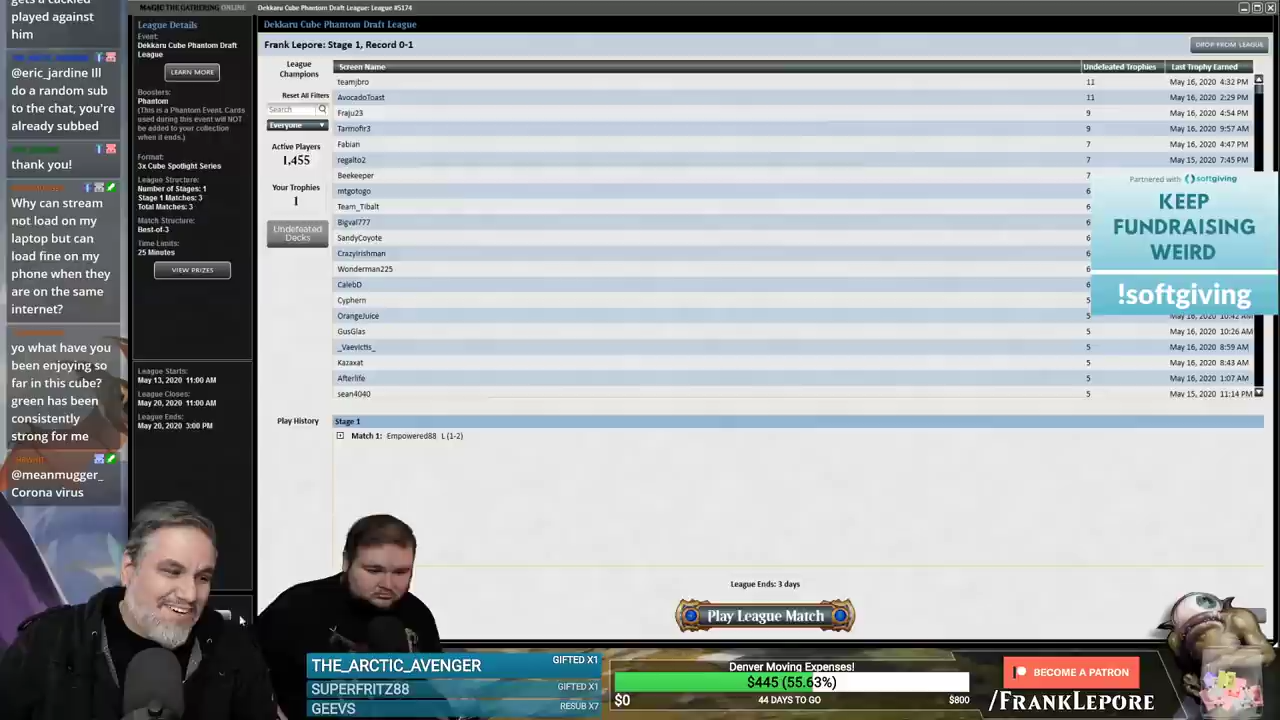 gets a cuckled
played against
him
@eric_jardine Ill
do a random sub
to the chat, you're
already subbed
thank you!
Why can stream
not load on my
laptop but can
load fine on my
phone when they
are on the same
internet?
yo what have you
been enjoying so
far in this cube?
green has been
consistently
strong for me
@meanmugger_
Corona virus
MAGIC THE GATHERING ONLINE
Dekkaru Cube Phantom Draft League: League #5174
League Details
Event:
Dekkaru Cube Phantom Draft
League
LEARN MORE
Boosters:
Phantom
(This is a Phantom Event. Cards
used during this event will NOT
be added to your collection
when it ends.)
Format:
3x Cube Spotlight Series
League Structure:
Number of Stages: 1
Stage 1 Matches: 3
Total Matches: 3
Match Structure:
Best-of-3
Time Limits:
25 Minutes
VIEW PRIZES
League Starts:
May 13, 2020 11:00 AM
League Closes:
May 20, 2020 11:00 AM
League Ends:
May 20, 2020 3:00 PM
Dekkaru Cube Phantom Draft League
Frank Lepore: Stage 1, Record 0-1
DROP FROM LEAGUE
League
Champions
Reset All Filters
Search
Everyone
Active Players
1,455
Your Trophies
1
Undefeated
Decks
Screen Name Undefeated Trophies Last Trophy Earned
teamjbro 11 May 16, 2020 4:32 PM
AvocadoToast 11 May 16, 2020 2:29 PM
Fraju23 9 May 16, 2020 4:54 PM
Tarmofir3 9 May 16, 2020 9:57 AM
Fabian 7 May 16, 2020 4:47 PM
regalto2 7 May 15, 2020 7:45 PM
Beekeeper 7
mtgotogo 6
Team_Tibalt 6
Bigval777 6
SandyCoyote 6
CrazyIrishman 6
Wonderman225 6
CalebD 6
Cyphern 5
OrangeJuice 5 May 16, 2020 10:42 AM
GusGlas 5 May 16, 2020 10:26 AM
_Vaevictis_ 5 May 16, 2020 8:59 AM
Kazaxat 5 May 16, 2020 8:43 AM
Afterlife 5 May 16, 2020 1:07 AM
sean4040 5 May 15, 2020 11:14 PM
Partnered with softgiving
KEEP
FUNDRAISING
WEIRD
!softgiving
Play History
Stage 1
Match 1: Empowered88 L (1-2)
League Ends: 3 days
Play League Match
THE_ARCTIC_AVENGER GIFTED X1
SUPERFRITZ88 GIFTED X1
GEEVS RESUB X7
Denver Moving Expenses!
$445 (55.63%)
$0 44 DAYS TO GO $800
BECOME A PATRON
/FRANKLEPORE